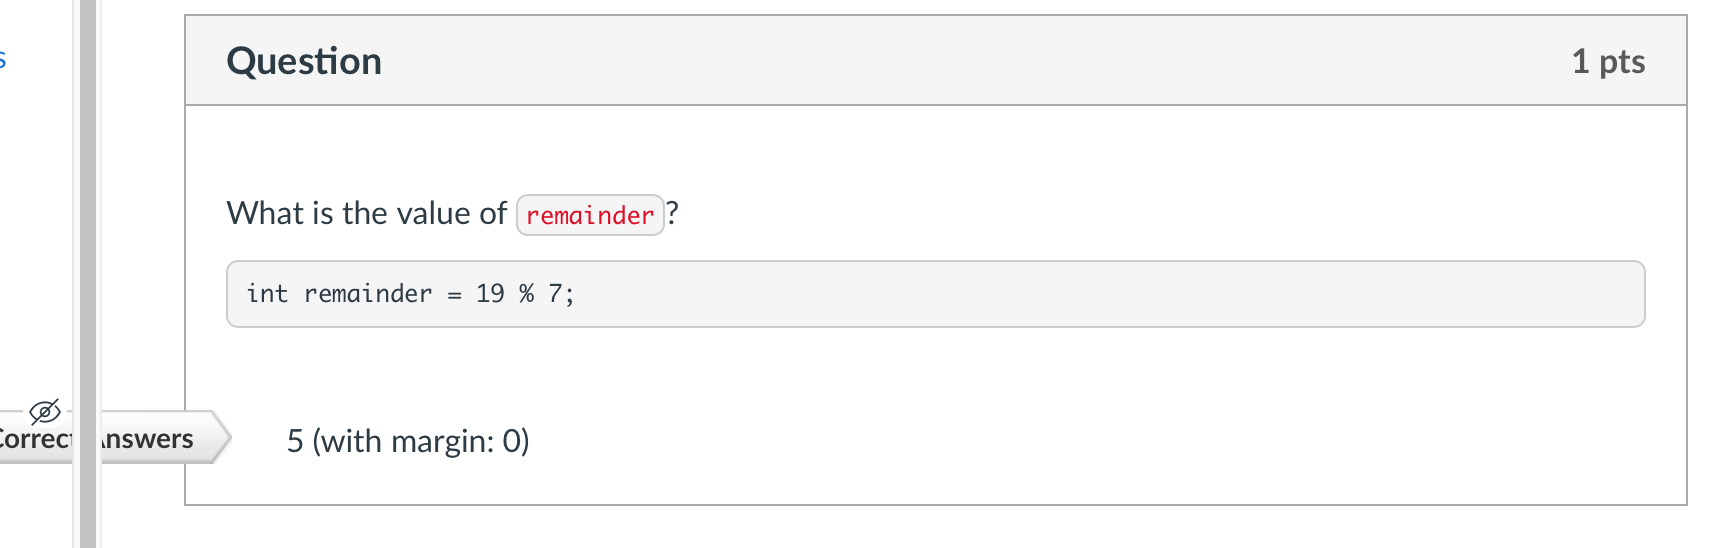 s
Question
1 pts
What is the value of remainder?
int remainder = 19 % 7;
Correct Answers
5 (with margin: 0)